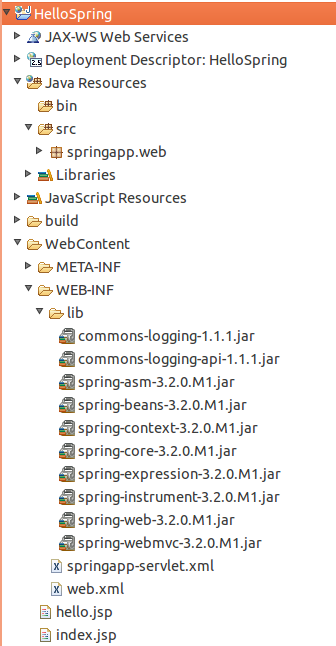 HelloSpring
JAX-WS Web Services
2.5 Deployment Descriptor: HelloSpring
Java Resources
bin
src
springapp.web
Libraries
JavaScript Resources
build
WebContent
META-INF
WEB-INF
lib
commons-logging-1.1.1.jar
commons-logging-api-1.1.1.jar
spring-asm-3.2.0.M1.jar
spring-beans-3.2.0.M1.jar
spring-context-3.2.0.M1.jar
spring-core-3.2.0.M1.jar
spring-expression-3.2.0.M1.jar
spring-instrument-3.2.0.M1.jar
spring-web-3.2.0.M1.jar
spring-webmvc-3.2.0.M1.jar
springapp-servlet.xml
web.xml
hello.jsp
index.jsp